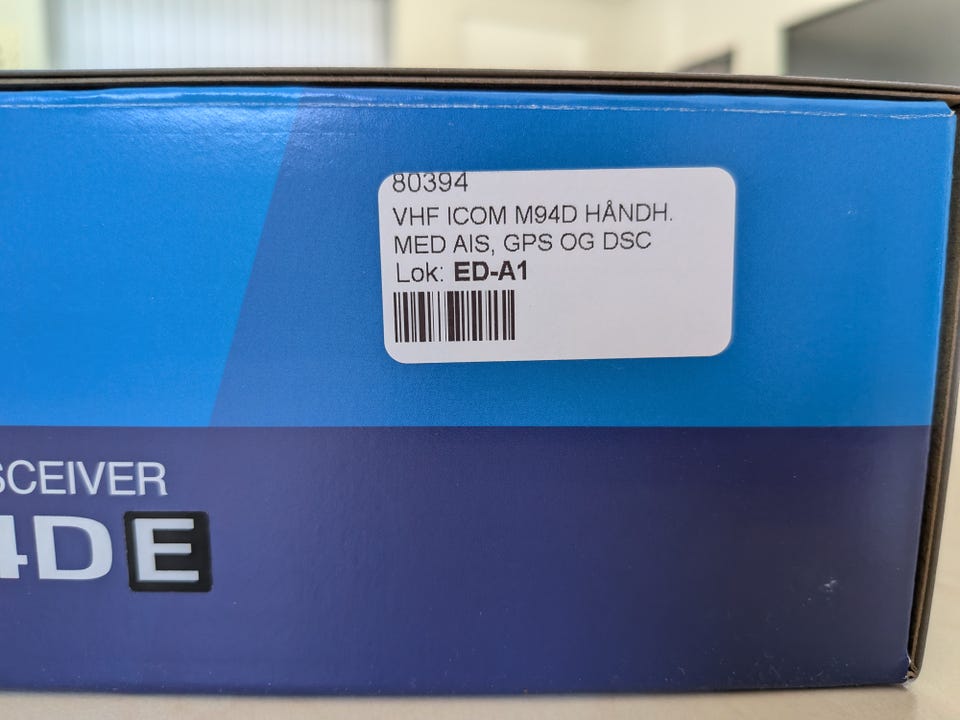 80394
VHF ICOM M94D HÅNDH.
MED AIS, GPS OG DSC
Lok: ED-A1
SCEIVER
4DE